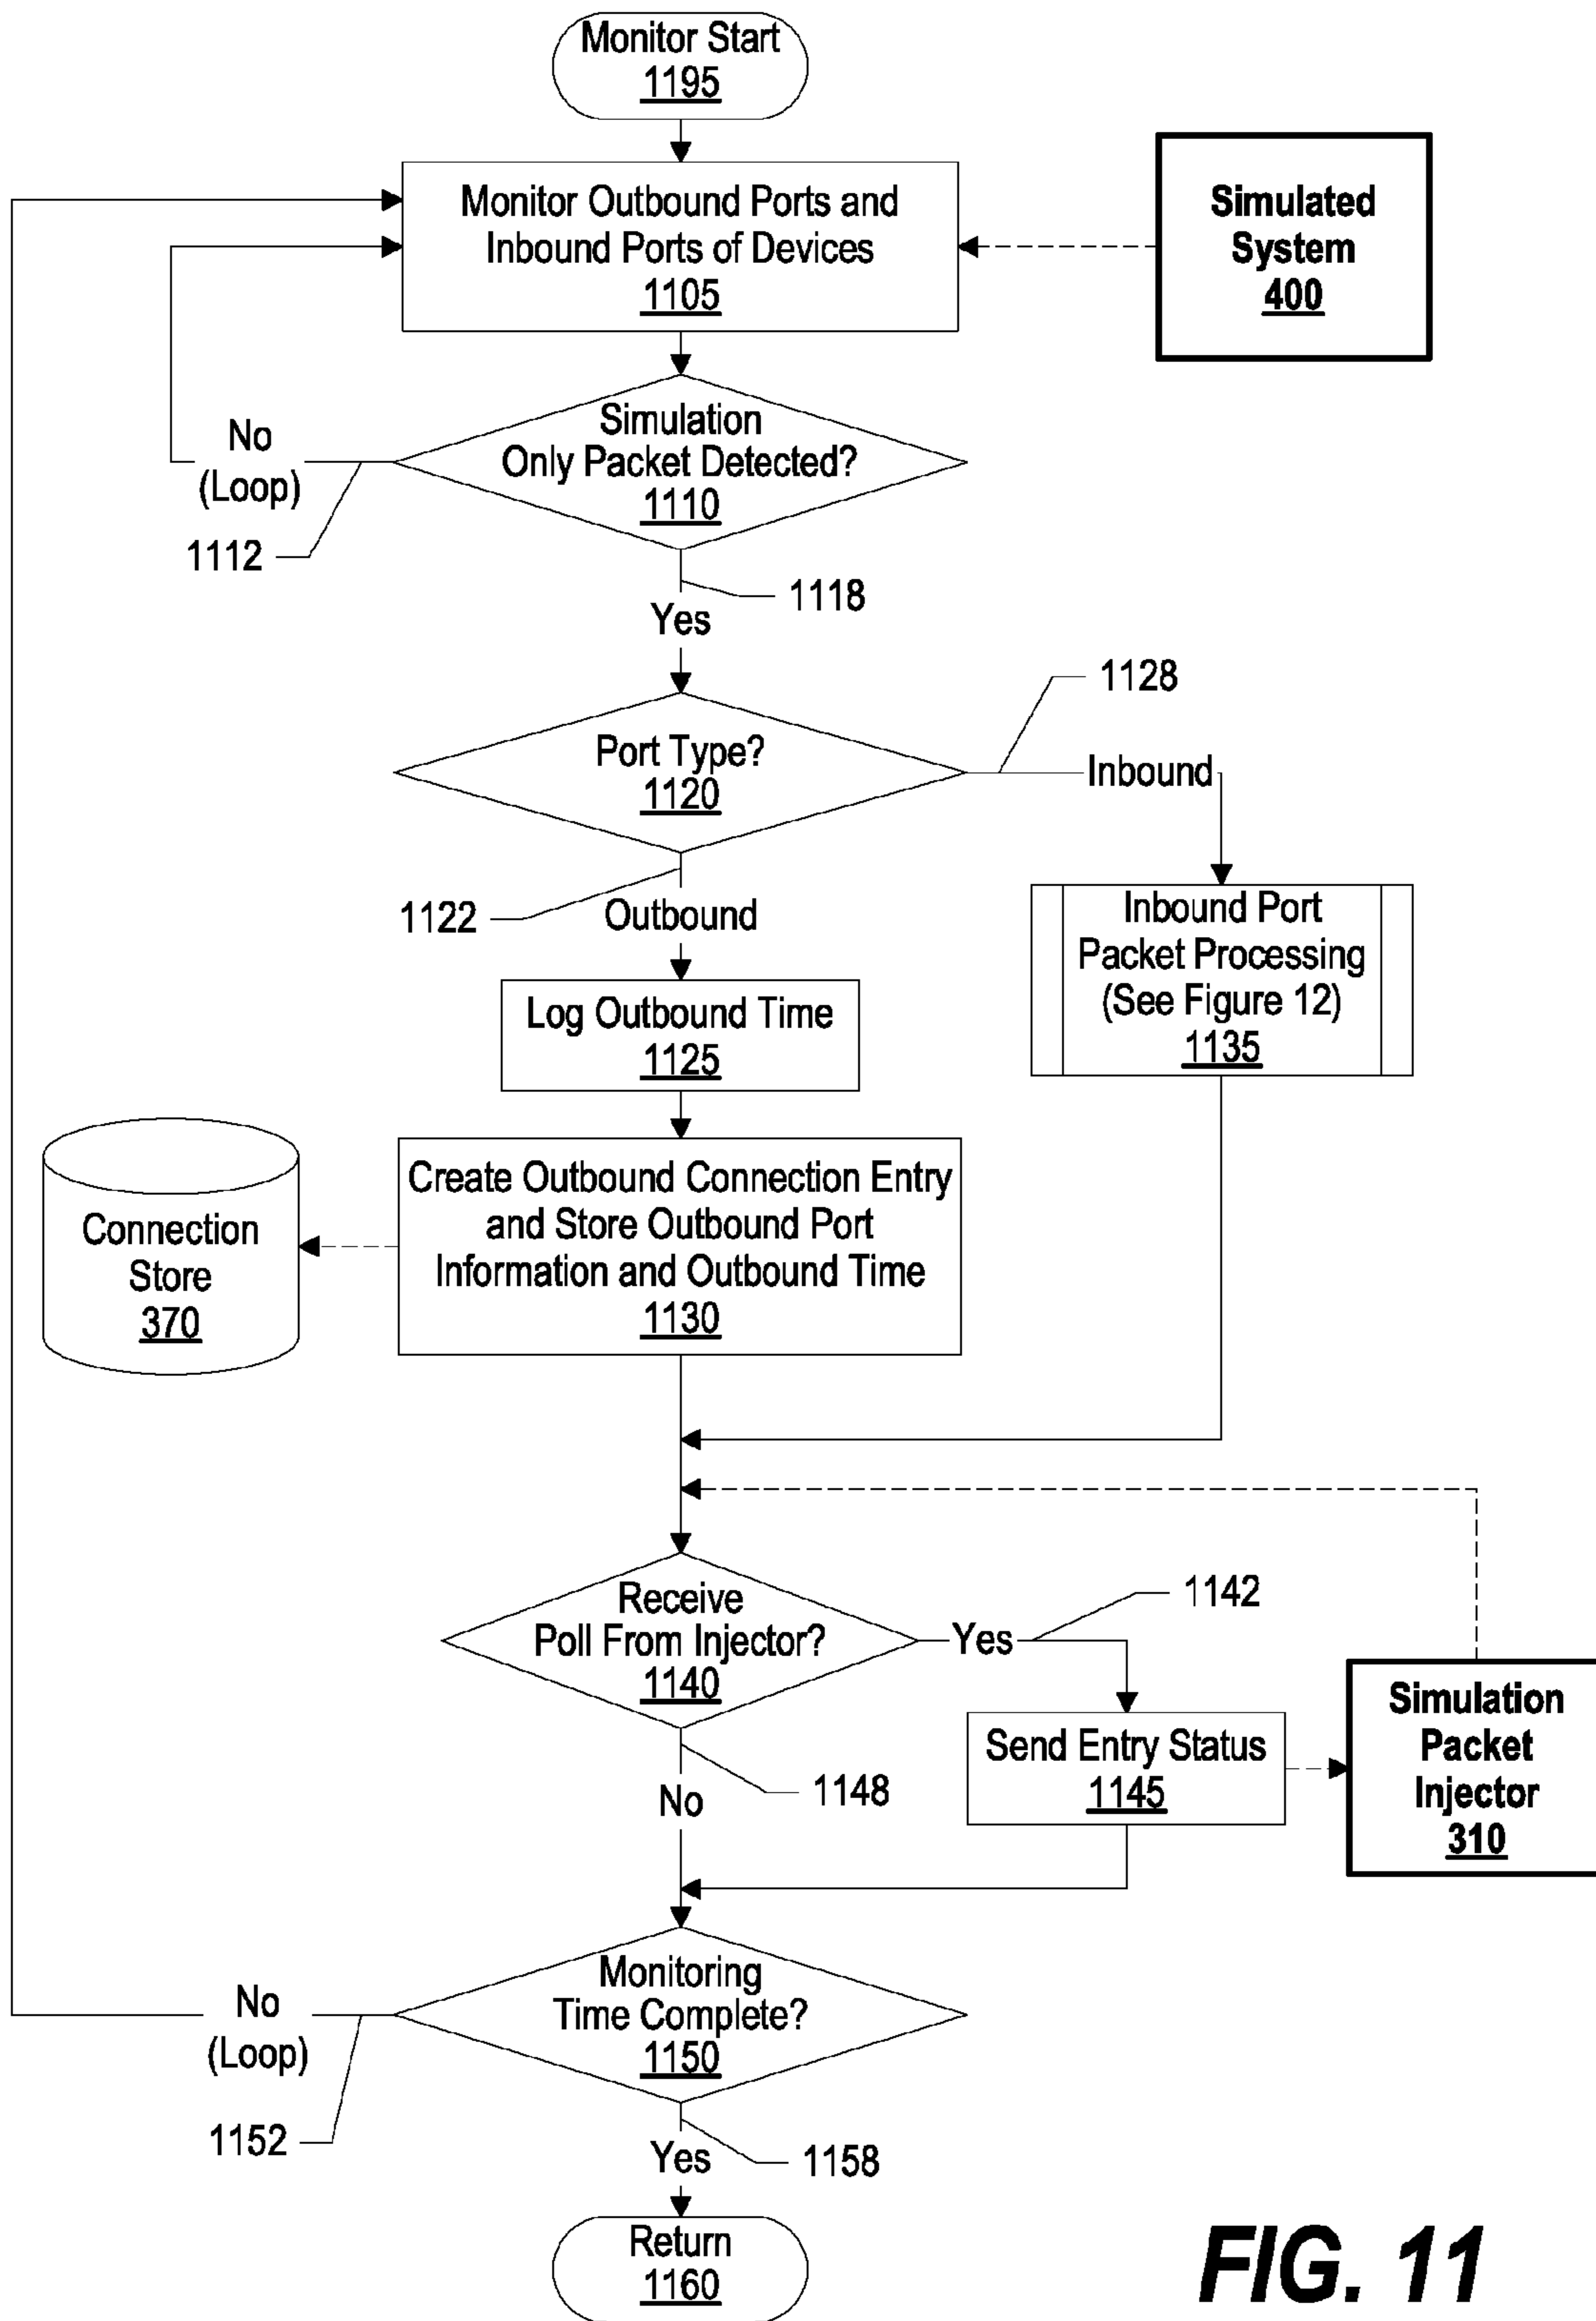 Monitor Start
1195
Monitor Outbound Ports and
Inbound Ports of Devices
1105
Simulated
System
400
Simulation
Only Packet Detected?
1110
No
(Loop)
1112
1118
Yes
1128
Port Type?
1120
Inbound
1122
Outbound
Inbound Port
Packet Processing
(See Figure 12)
1135
Log Outbound Time
1125
Connection
Store
370
Create Outbound Connection Entry
and Store Outbound Port
Information and Outbound Time
1130
Receive
Poll From Injector?
1140
Yes
1142
Send Entry Status
1145
Simulation
Packet
Injector
310
1148
No
Monitoring
Time Complete?
1150
No
(Loop)
1152
Yes
1158
Return
1160
FIG. 11